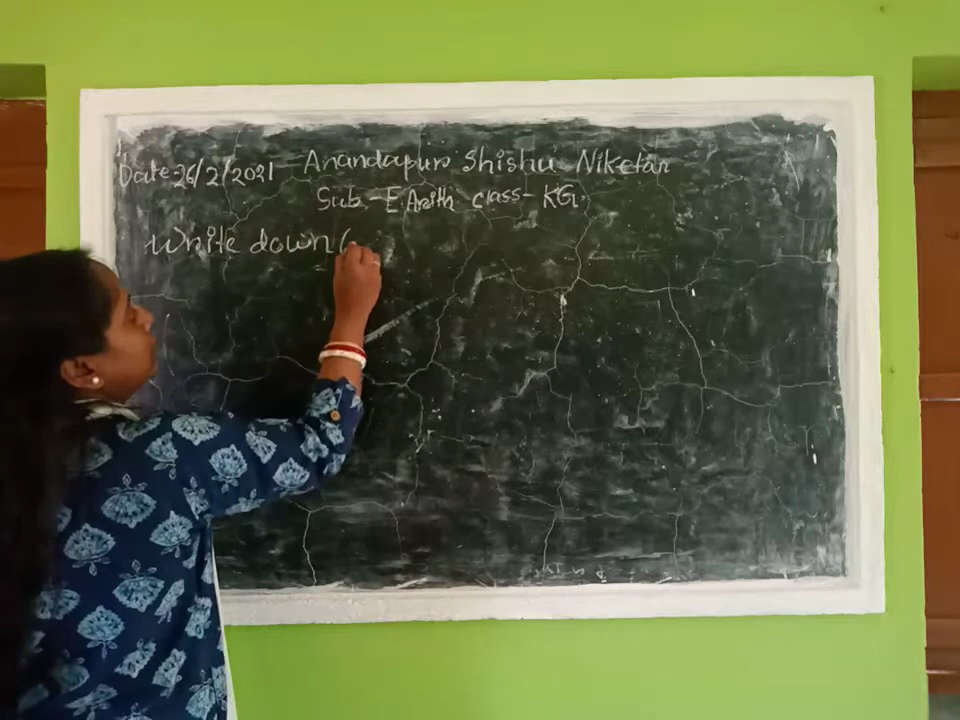 Date-26/2/2021 - Anandapur Shishu Niketan
Sub-E.Arith class-KG.
Write down (